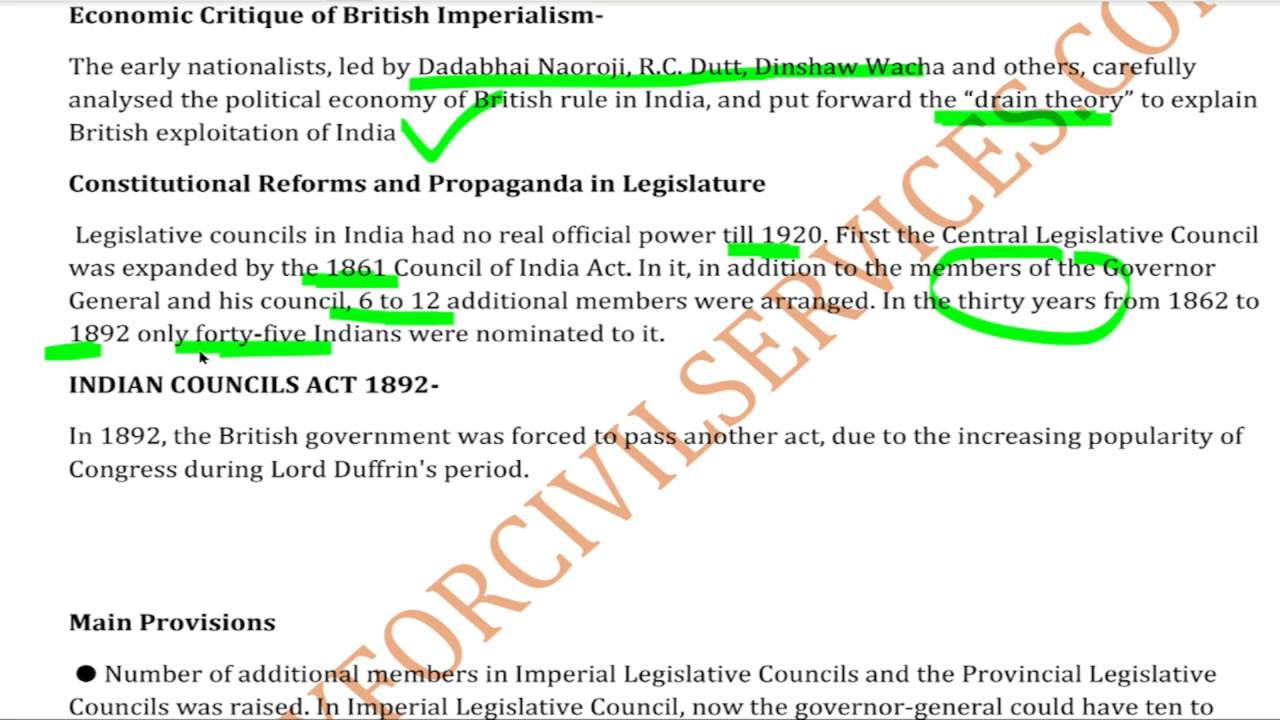 Economic Critique of British Imperialism-
The early nationalists, led by Dadabhai Naoroji, R.C. Dutt, Dinshaw Wacha and others, carefully
analysed the political economy of British rule in India, and put forward the “drain theory” to explain
British exploitation of India
Constitutional Reforms and Propaganda in Legislature
Legislative councils in India had no real official power till 1920. First the Central Legislative Council
was expanded by the 1861 Council of India Act. In it, in addition to the members of the Governor
General and his council, 6 to 12 additional members were arranged. In the thirty years from 1862 to
1892 only forty-five Indians were nominated to it.
INDIAN COUNCILS ACT 1892-
In 1892, the British government was forced to pass another act, due to the increasing popularity of
Congress during Lord Duffrin's period.
Main Provisions
● Number of additional members in Imperial Legislative Councils and the Provincial Legislative
Councils was raised. In Imperial Legislative Council, now the governor-general could have ten to
YFORCIVILSERVICES.COM